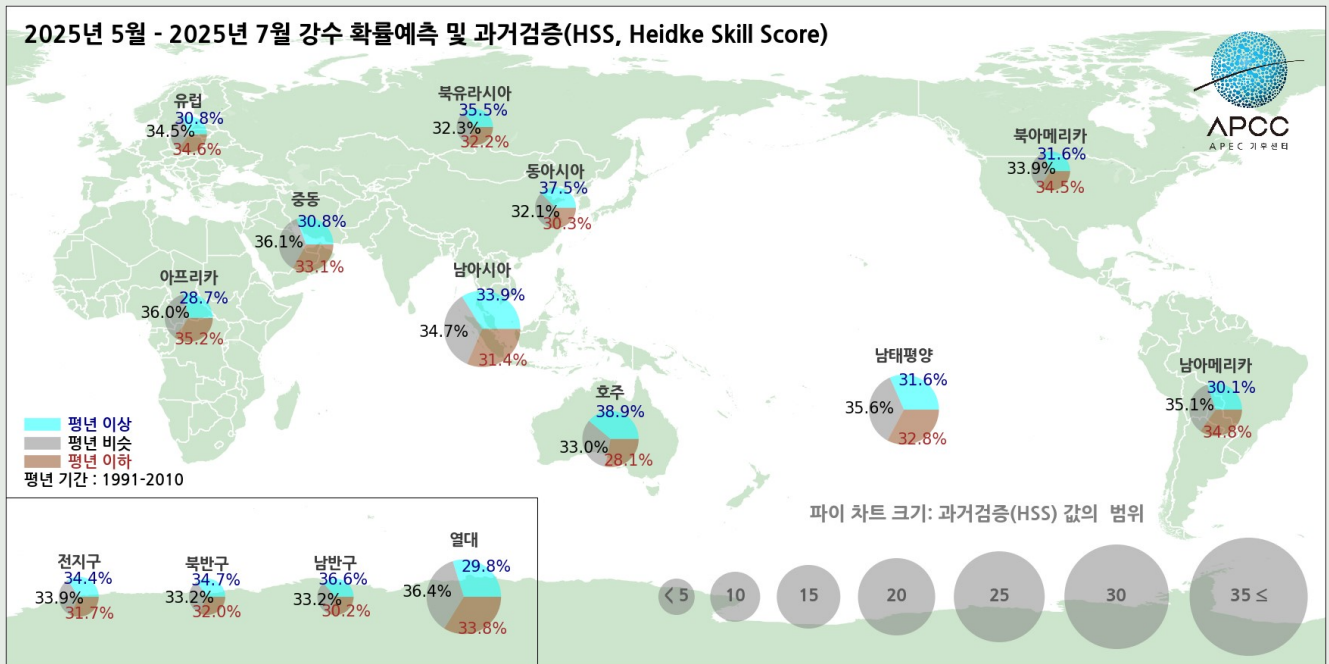 2025년 5월 - 2025년 7월 강수 확률예측 및 과거검증(HSS, Heidke Skill Score)
APCC
APEC 기후센터
유럽
30.8%
34.5%
34.6%
북유라시아
35.5%
32.3%
32.2%
북아메리카
31.6%
33.9%
34.5%
동아시아
37.5%
32.1%
30.3%
중동
30.8%
36.1%
33.1%
아프리카
28.7%
36.0%
35.2%
남아시아
33.9%
34.7%
31.4%
남태평양
31.6%
35.6%
32.8%
남아메리카
30.1%
35.1%
34.8%
호주
38.9%
33.0%
28.1%
평년 이상
평년 비슷
평년 이하
평년 기간 : 1991-2010
전지구
34.4%
33.9%
31.7%
북반구
34.7%
33.2%
32.0%
남반구
36.6%
33.2%
30.2%
열대
29.8%
36.4%
33.8%
파이 차트 크기: 과거검증(HSS) 값의 범위
< 5
10
15
20
25
30
35 ≤